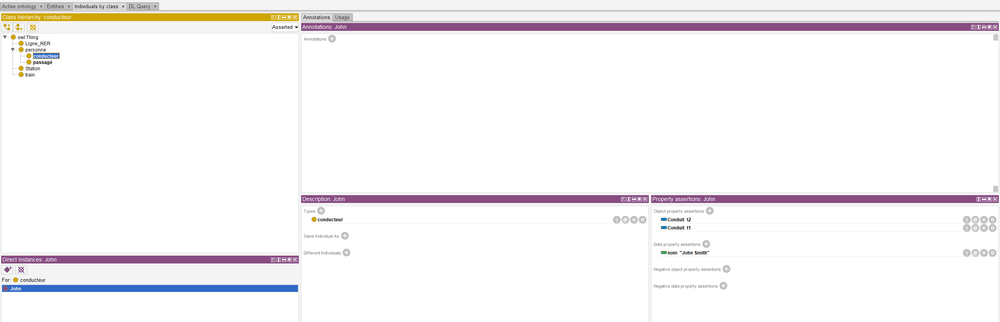 Active ontology × Entities × Individuals by class × DL Query ×
Class hierarchy: conducteur
Asserted
owl:Thing
Ligne_RER
personne
conducteur
passagé
Station
train
Direct instances: John
For: conducteur
John
Annotations Usage
Annotations: John
Annotations
Description: John
Types
conducteur
Same Individual As
Different Individuals
Property assertions: John
Object property assertions
Conduit t2
Conduit t1
Data property assertions
nom "John Smith"
Negative object property assertions
Negative data property assertions